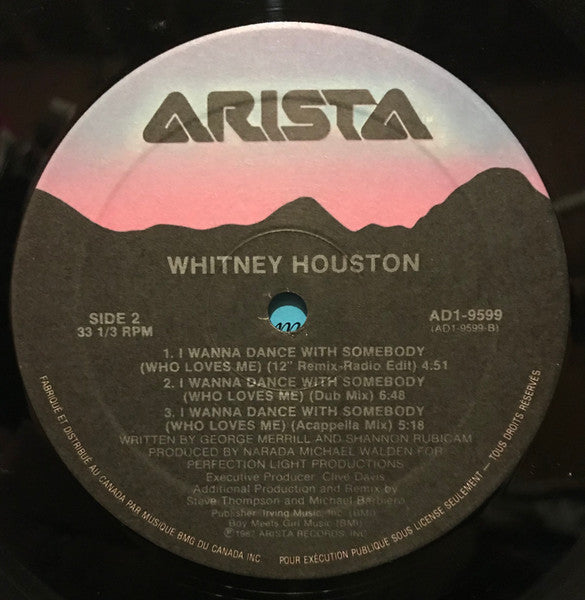 ARISTA
WHITNEY HOUSTON
SIDE 2
33 1/3 RPM
AD1-9599
(AD1-9599-B)
1. I WANNA DANCE WITH SOMEBODY
(WHO LOVES ME) (12" Remix-Radio Edit) 4:51
2. I WANNA DANCE WITH SOMEBODY
(WHO LOVES ME) (Dub Mix) 6:48
3. I WANNA DANCE WITH SOMEBODY
(WHO LOVES ME) (Acappella Mix) 5:18
WRITTEN BY GEORGE MERRILL AND SHANNON RUBICAM
PRODUCED BY NARADA MICHAEL WALDEN FOR
PERFECTION LIGHT PRODUCTIONS
Executive Producer: Clive Davis
Additional Production and Remix by
Steve Thompson and Michael Barbiero
Publisher: Irving Music, Inc. (BMI)
Boy Meets Girl Music (BMI)
℗ 1987 ARISTA RECORDS, INC.
FABRIQUÉ ET DISTRIBUÉ AU CANADA PAR MUSIQUE BMG DU CANADA INC. POUR EXÉCUTION PUBLIQUE SOUS LICENSE SEULEMENT — TOUS DROITS RÉSERVÉS